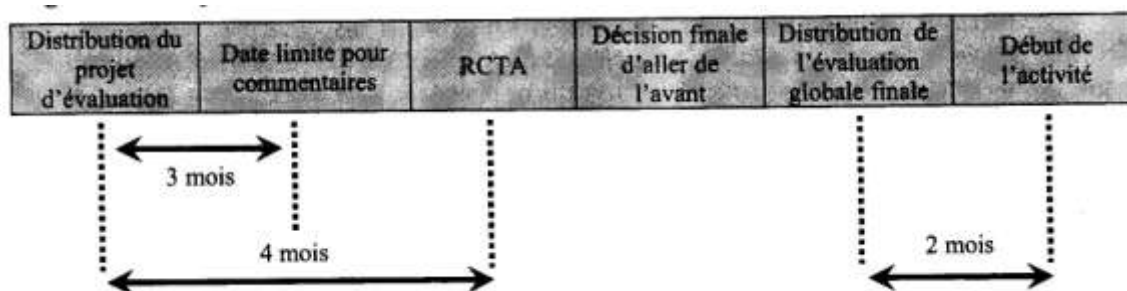 Distribution du
projet
d'évaluation
Date limite pour
commentaires
RCTA
Décision finale
d'aller de
l'avant
Distribution de
l'évaluation
globale finale
Début de
l'activité
3 mois
4 mois
2 mois